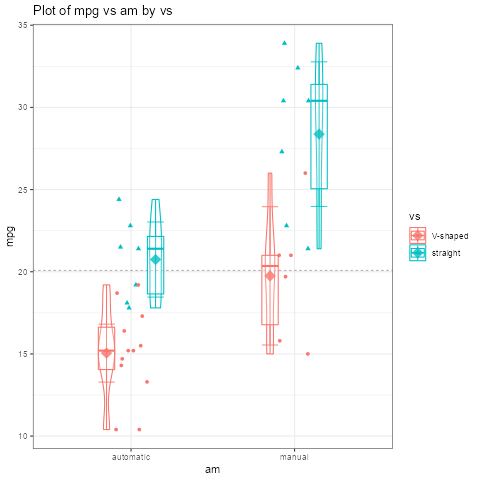 Plot of mpg vs am by vs
35
30
25
20
15
10
mpg
automatic
manual
am
vs
V-shaped
straight